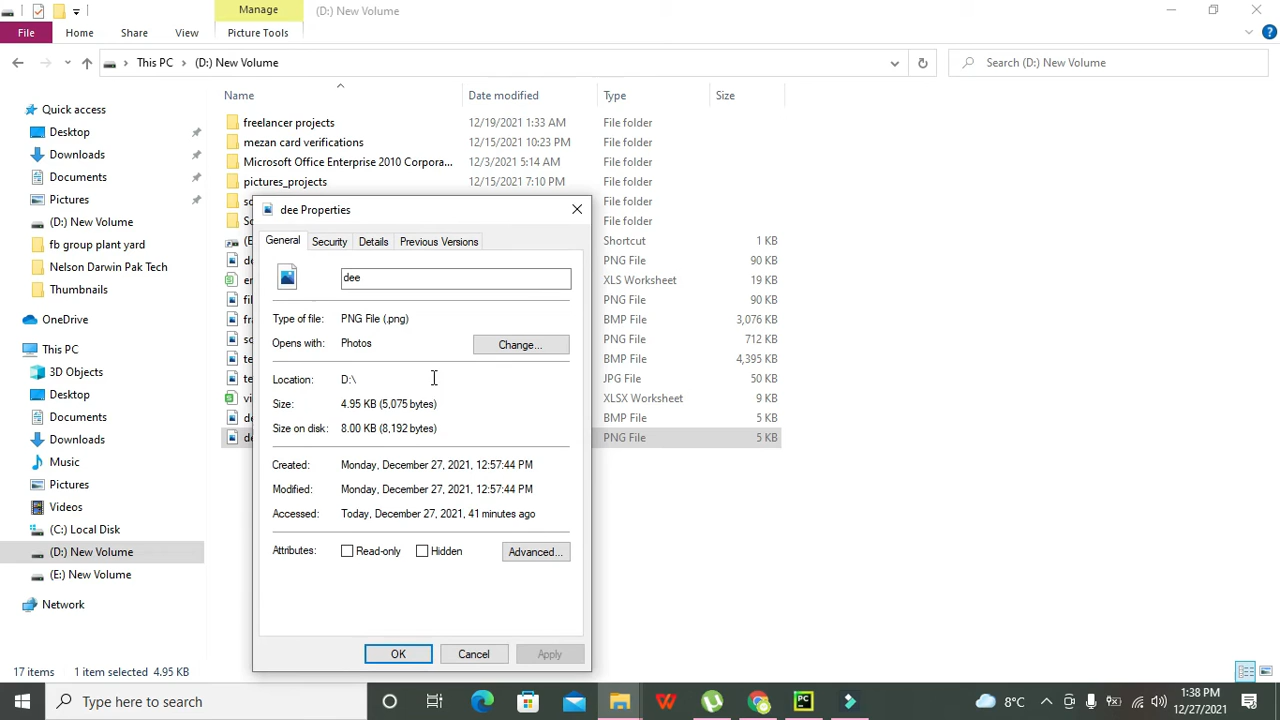 Manage
(D:) New Volume
File
Home
Share
View
Picture Tools
This PC
(D:) New Volume
Search (D:) New Volume
Name
Date modified
Type
Size
Quick access
Desktop
Downloads
Documents
Pictures
(D:) New Volume
fb group plant yard
Nelson Darwin Pak Tech
Thumbnails
OneDrive
This PC
3D Objects
Desktop
Documents
Downloads
Music
Pictures
Videos
(C:) Local Disk
(D:) New Volume
(E:) New Volume
Network
freelancer projects 12/19/2021 1:33 AM File folder
mezan card verifications 12/15/2021 10:23 PM File folder
Microsoft Office Enterprise 2010 Corpora... 12/3/2021 5:14 AM File folder
pictures_projects 12/15/2021 7:10 PM File folder
File folder
File folder
Shortcut 1 KB
PNG File 90 KB
XLS Worksheet 19 KB
PNG File 90 KB
BMP File 3,076 KB
PNG File 712 KB
BMP File 4,395 KB
JPG File 50 KB
XLSX Worksheet 9 KB
BMP File 5 KB
PNG File 5 KB
dee Properties
General
Security
Details
Previous Versions
dee
Type of file: PNG File (.png)
Opens with: Photos
Change...
Location: D:\
Size: 4.95 KB (5,075 bytes)
Size on disk: 8.00 KB (8,192 bytes)
Created: Monday, December 27, 2021, 12:57:44 PM
Modified: Monday, December 27, 2021, 12:57:44 PM
Accessed: Today, December 27, 2021, 41 minutes ago
Attributes:
Read-only
Hidden
Advanced...
OK
Cancel
Apply
17 items
1 item selected 4.95 KB
Type here to search
8°C
1:38 PM
12/27/2021